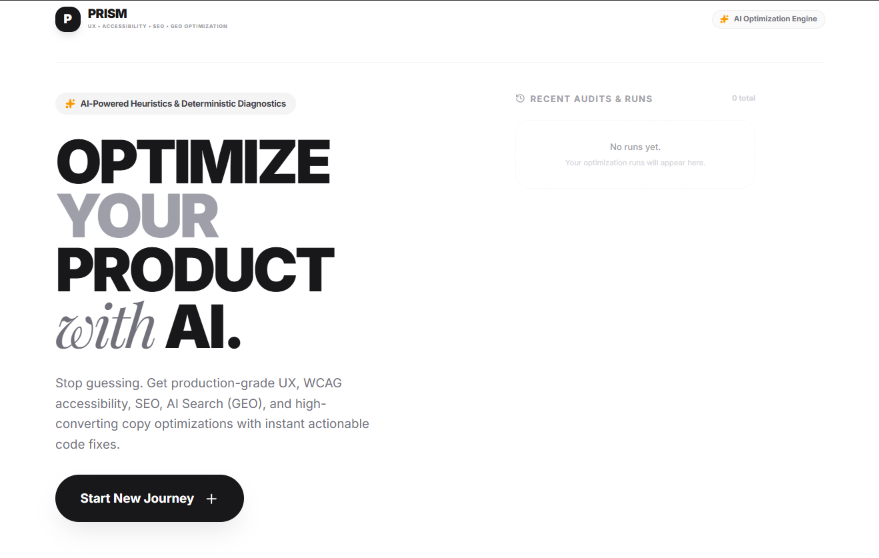 P
PRISM
UX • ACCESSIBILITY • SEO • GEO OPTIMIZATION
AI Optimization Engine
AI-Powered Heuristics & Deterministic Diagnostics
OPTIMIZE
YOUR
PRODUCT
with AI.
Stop guessing. Get production-grade UX, WCAG
accessibility, SEO, AI Search (GEO), and high-
converting copy optimizations with instant actionable
code fixes.
Start New Journey +
RECENT AUDITS & RUNS
0 total
No runs yet.
Your optimization runs will appear here.